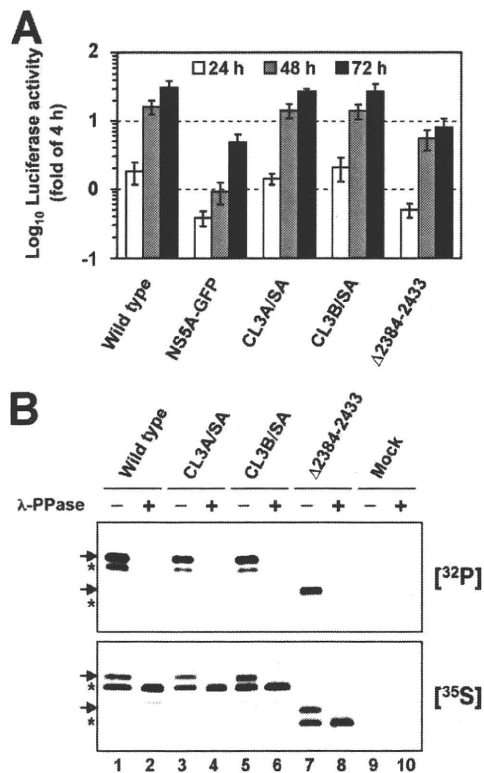 A
Log10 Luciferase activity
(fold of 4 h)
2
1
0
-1
24 h 48 h 72 h
Wild type
NS5A-GFP
CL3A/SA
CL3B/SA
Δ2384-2433
B
Wild type
CL3A/SA
CL3B/SA
Δ2384-2433
Mock
λ-PPase − + − + − + − + − +
*
*
[32P]
*
*
[35S]
1 2 3 4 5 6 7 8 9 10